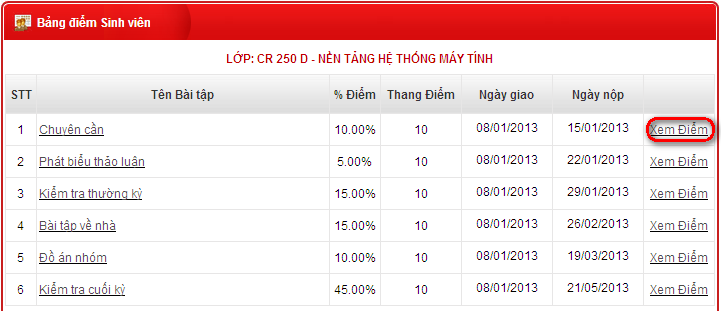 Bảng điểm Sinh viên
LỚP: CR 250 D - NỀN TẢNG HỆ THỐNG MÁY TÍNH
STT Tên Bài tập % Điểm Thang Điểm Ngày giao Ngày nộp
1 Chuyên cần 10.00% 10 08/01/2013 15/01/2013 Xem Điểm
2 Phát biểu thảo luận 5.00% 10 08/01/2013 22/01/2013 Xem Điểm
3 Kiểm tra thường kỳ 15.00% 10 08/01/2013 29/01/2013 Xem Điểm
4 Bài tập về nhà 15.00% 10 08/01/2013 26/02/2013 Xem Điểm
5 Đồ án nhóm 10.00% 10 08/01/2013 19/03/2013 Xem Điểm
6 Kiểm tra cuối kỳ 45.00% 10 08/01/2013 21/05/2013 Xem Điểm